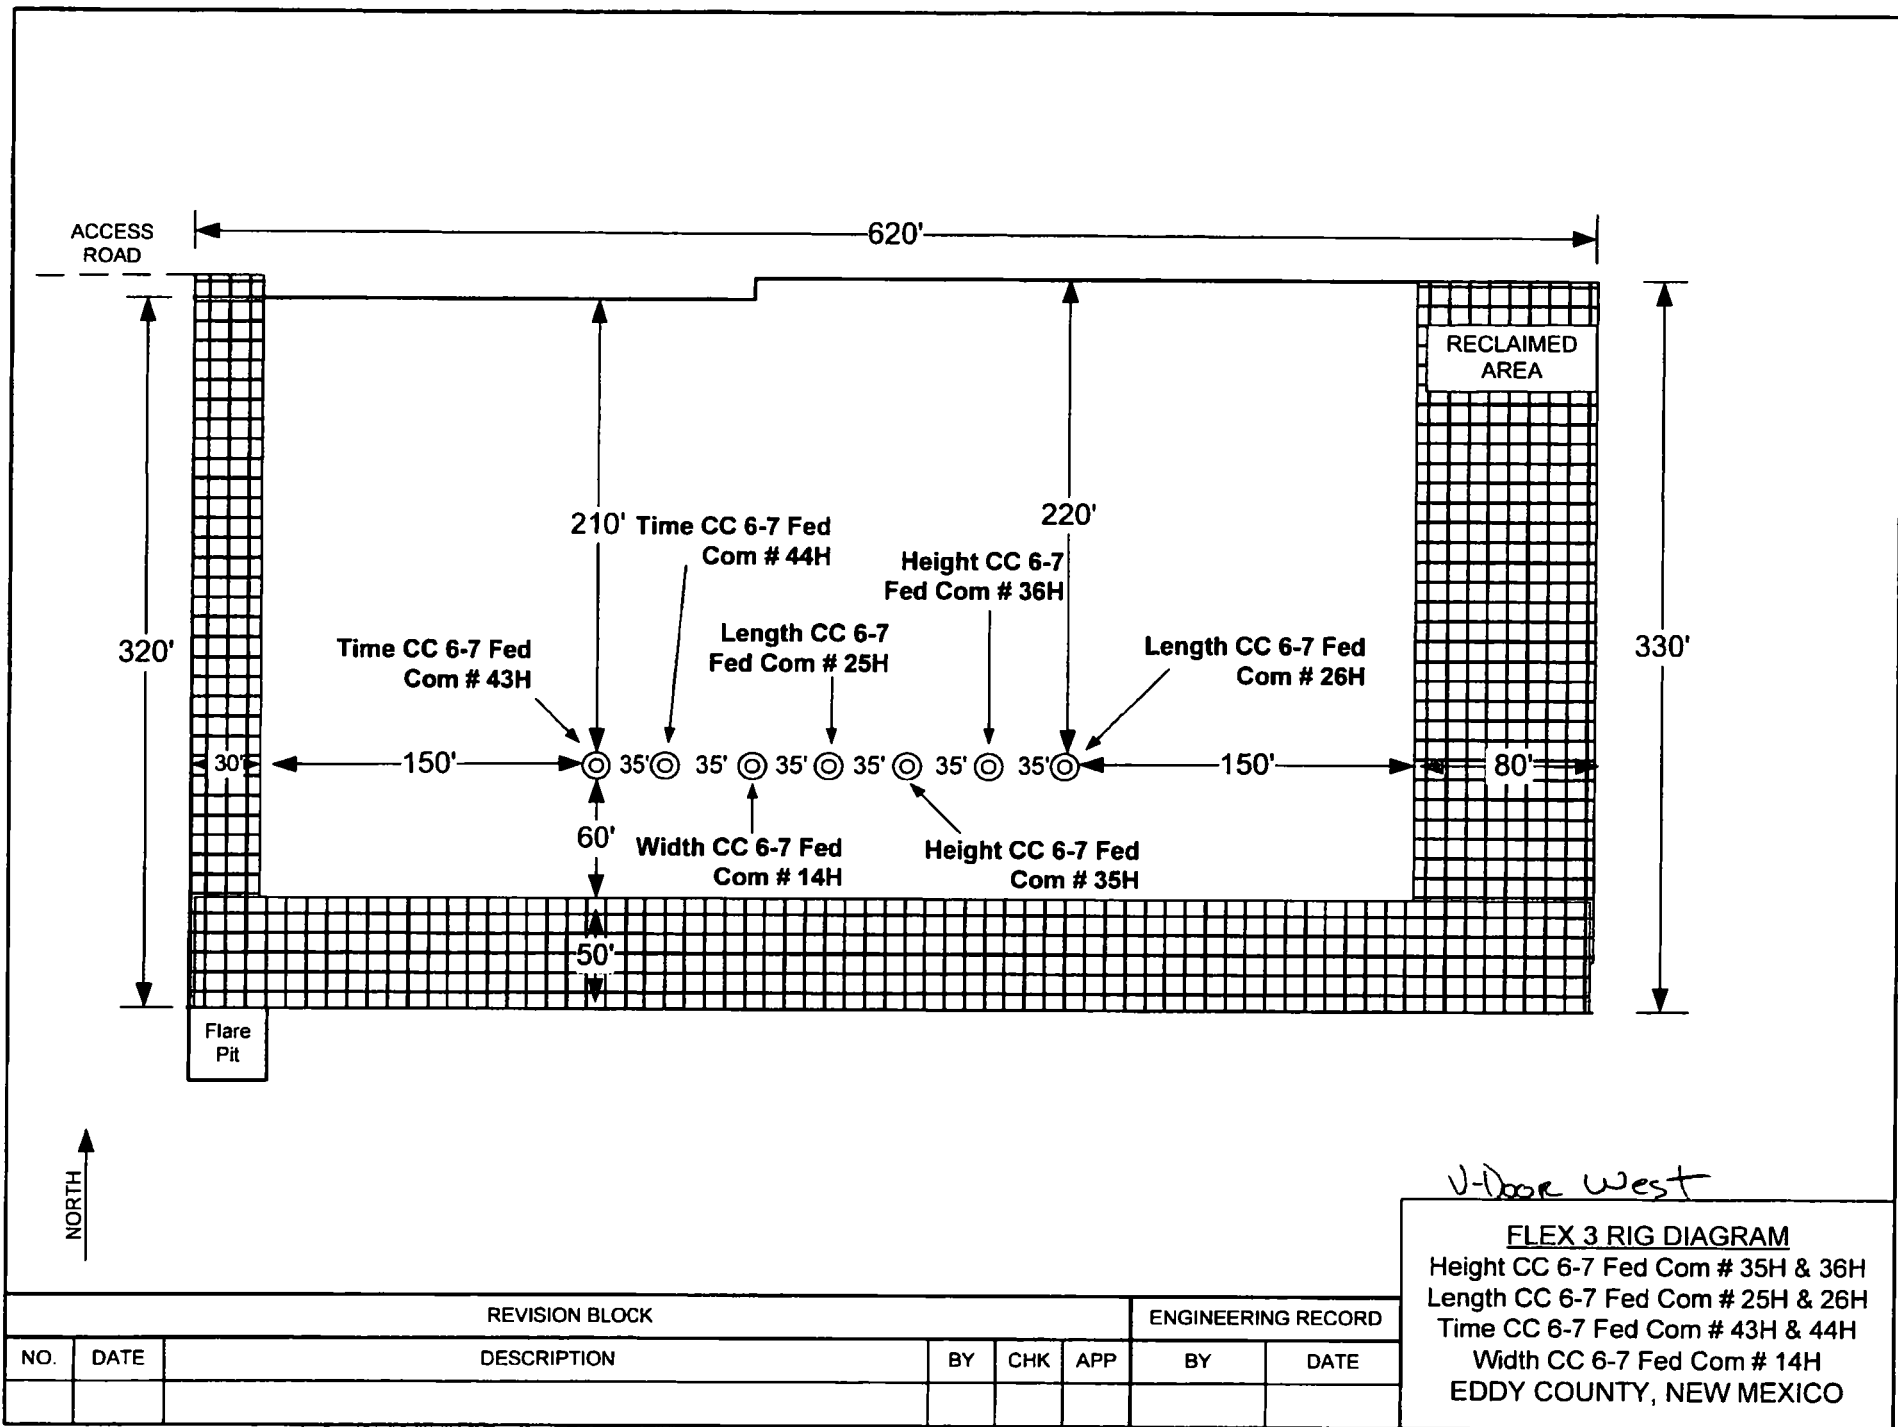 620'
ACCESS
ROAD
RECLAIMED
AREA
210'
220'
Time CC 6-7 Fed
Com # 44H
Height CC 6-7
Fed Com # 36H
320'
330'
Time CC 6-7 Fed
Com # 43H
Length CC 6-7
Fed Com # 25H
Length CC 6-7 Fed
Com # 26H
30' 150' 35' 35' 35' 35' 35' 35' 150' 80'
60'
Width CC 6-7 Fed
Com # 14H
Height CC 6-7 Fed
Com # 35H
50'
Flare
Pit
NORTH
V-Door West
FLEX 3 RIG DIAGRAM
Height CC 6-7 Fed Com # 35H & 36H
Length CC 6-7 Fed Com # 25H & 26H
Time CC 6-7 Fed Com # 43H & 44H
Width CC 6-7 Fed Com # 14H
EDDY COUNTY, NEW MEXICO
REVISION BLOCK ENGINEERING RECORD
NO. DATE DESCRIPTION BY CHK APP BY DATE